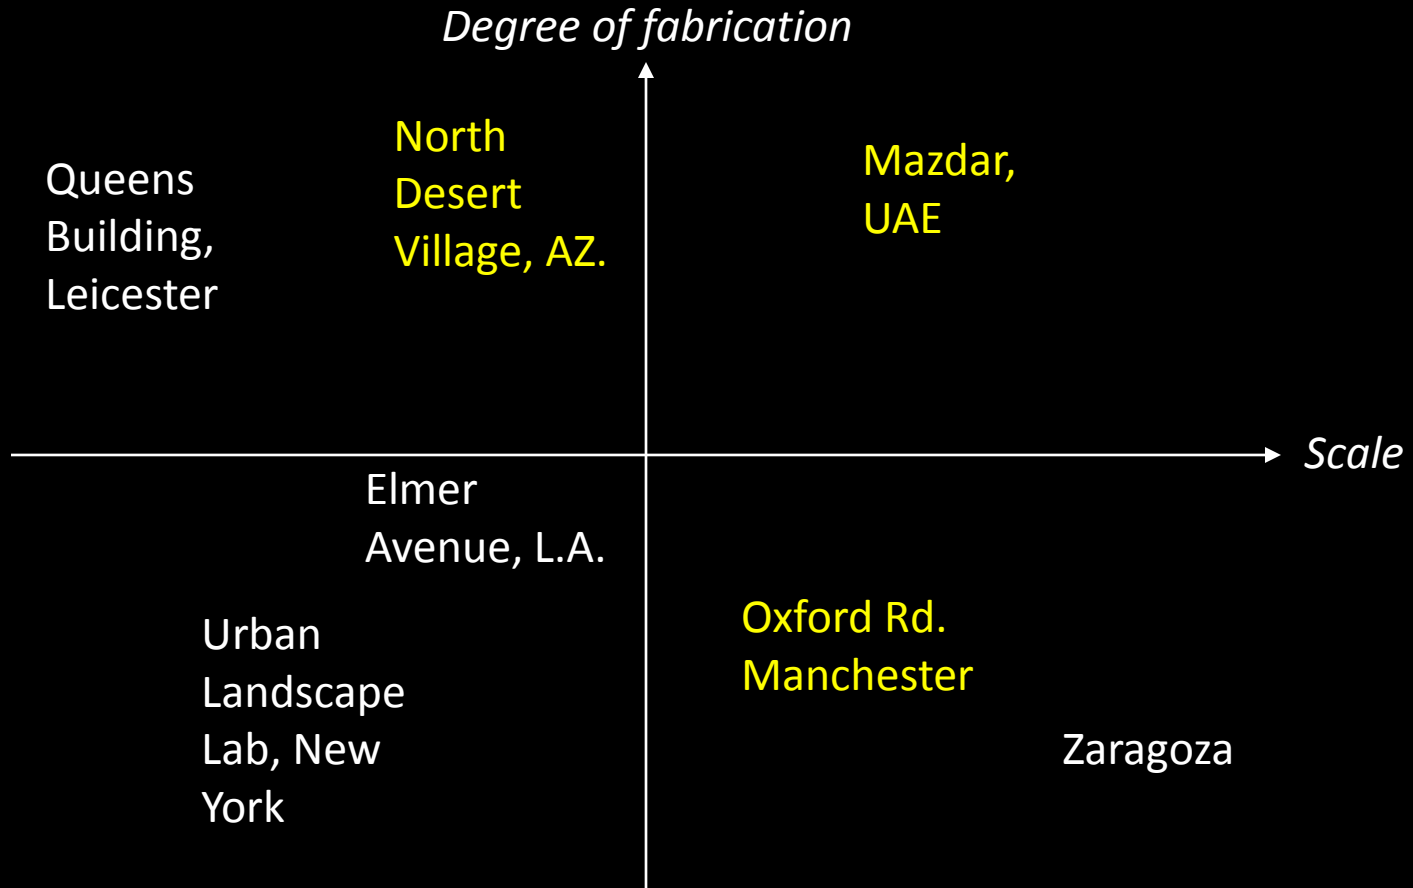 Degree of fabrication
North
Desert
Village, AZ.
Mazdar,
UAE
Queens
Building,
Leicester
Scale
Elmer
Avenue, L.A.
Oxford Rd.
Manchester
Urban
Landscape
Lab, New
York
Zaragoza